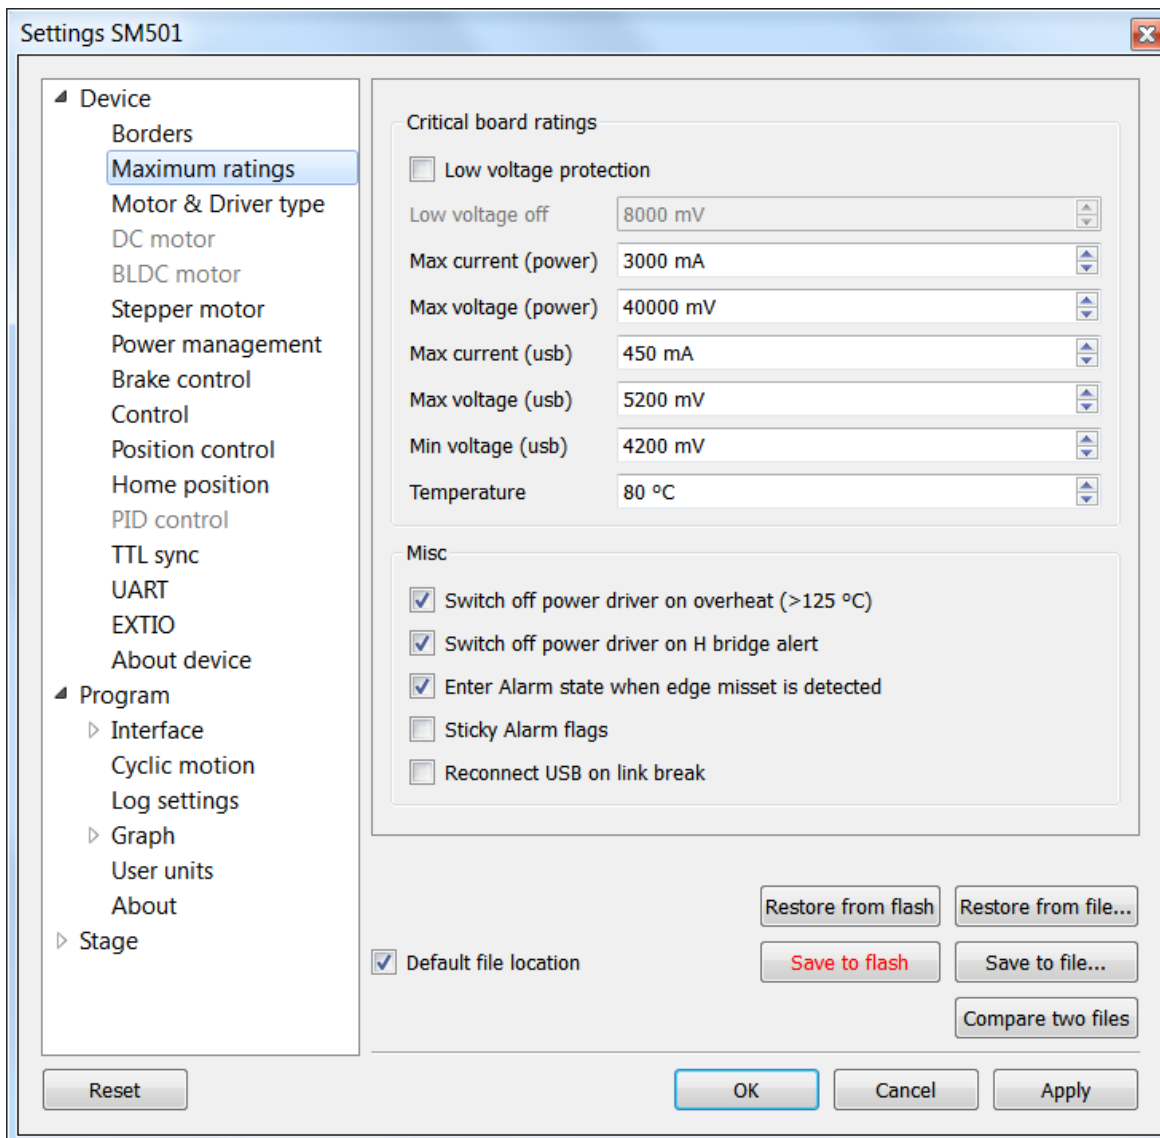 Settings SM501
Device
Borders
Maximum ratings
Motor & Driver type
DC motor
BLDC motor
Stepper motor
Power management
Brake control
Control
Position control
Home position
PID control
TTL sync
UART
EXTIO
About device
Program
Interface
Cyclic motion
Log settings
Graph
User units
About
Stage
Critical board ratings
Low voltage protection
Low voltage off 8000 mV
Max current (power) 3000 mA
Max voltage (power) 40000 mV
Max current (usb) 450 mA
Max voltage (usb) 5200 mV
Min voltage (usb) 4200 mV
Temperature 80 ºC
Misc
Switch off power driver on overheat (>125 ºC)
Switch off power driver on H bridge alert
Enter Alarm state when edge misset is detected
Sticky Alarm flags
Reconnect USB on link break
Restore from flash Restore from file...
Default file location Save to flash Save to file...
Compare two files
Reset OK Cancel Apply